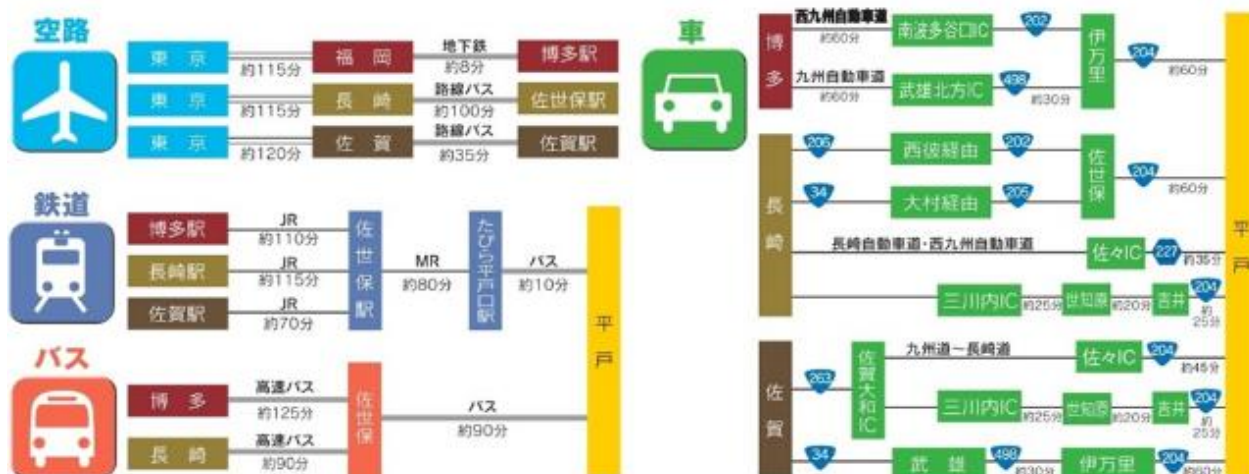 空路
東京 約115分 福岡 地下鉄 約8分 博多駅
東京 約115分 長崎 路線バス 約100分 佐世保駅
東京 約120分 佐賀 路線バス 約35分 佐賀駅
鉄道
博多駅 JR 約110分
長崎駅 JR 約115分
佐賀駅 JR 約70分
佐世保駅 MR 約80分 たびら平戸口駅 バス 約10分
平戸
バス
博多 高速バス 約125分
長崎 高速バス 約90分
佐世保 バス 約90分
車
博多
西九州自動車道 約60分 南波多谷口IC 202
九州自動車道 約60分 武雄北方IC 498 約30分
伊万里 204 約60分
長崎
206 西彼経由 202
34 大村経由 205
佐世保 204 約60分
長崎自動車道・西九州自動車道 佐々IC 227 約35分
三川内IC 約25分 世知原 約20分 吉井 204 約25分
佐賀
263 佐賀大和IC
九州道～長崎道 佐々IC 204 約45分
三川内IC 約25分 世知原 約20分 吉井 204 約25分
34 武雄 498 約30分 伊万里 204 約60分
平戸